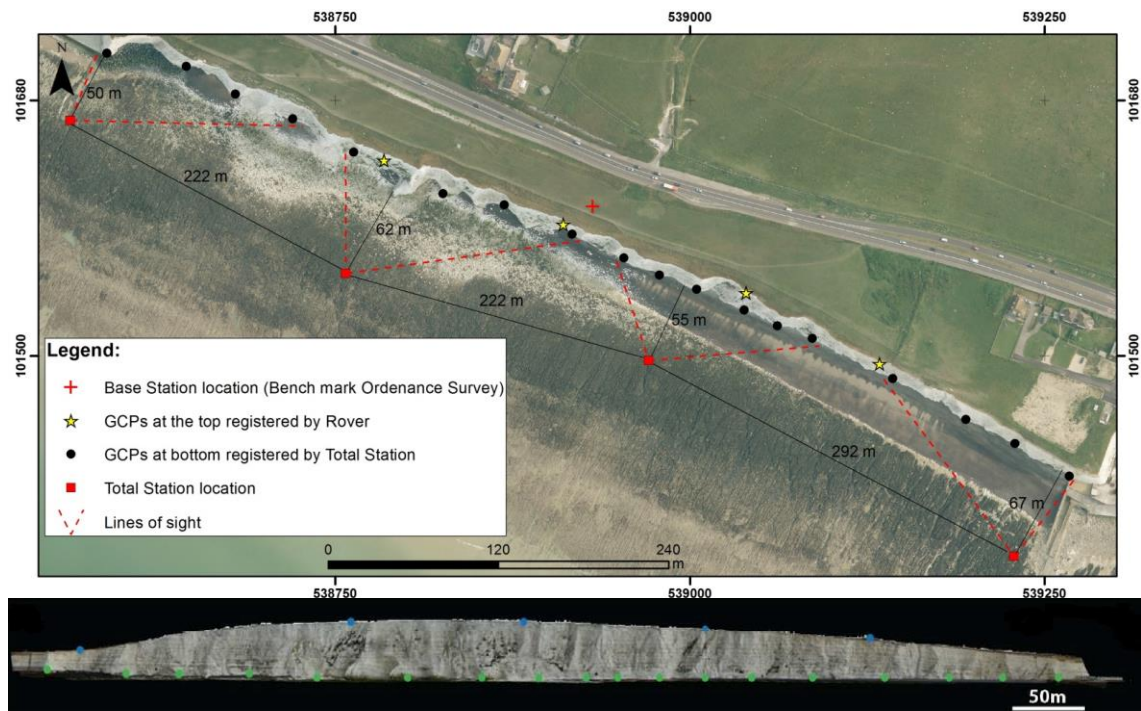 538750 539000 539250
N
101680 101680
50 m
222 m
62 m
222 m
55 m
101500 101500
292 m
67 m
Legend:
Base Station location (Bench mark Ordenance Survey)
GCPs at the top registered by Rover
GCPs at bottom registered by Total Station
Total Station location
Lines of sight
0 120 240
m
538750 539000 539250
50m